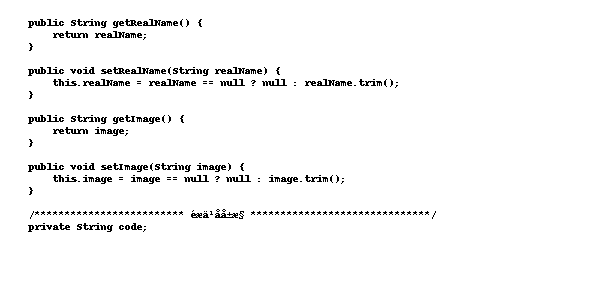 public String getRealName() {
return realName;
}
public void setRealName(String realName) {
this.realName = realName == null ? null : realName.trim();
}
public String getImage() {
return image;
}
public void setImage(String image) {
this.image = image == null ? null : image.trim();
}
/************************* éæä¹åå±æ§ ******************************/
private String code;